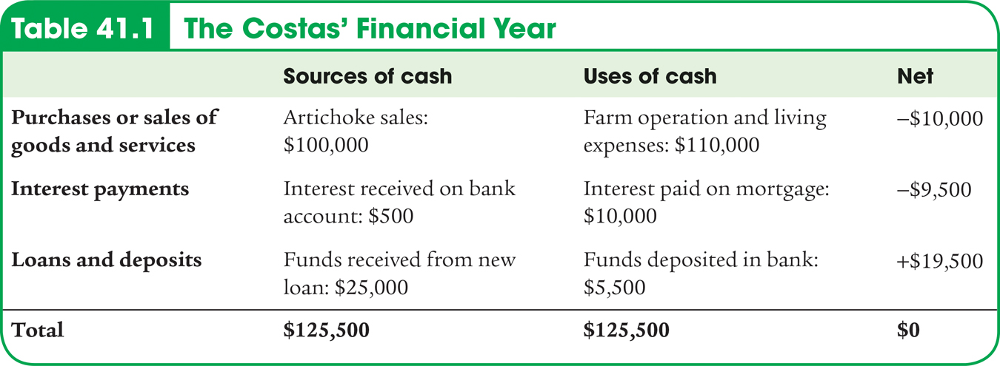 Table 41.1 The Costas’ Financial Year
Sources of cash Uses of cash Net
Purchases or sales of Artichoke sales: Farm operation and living –$10,000
goods and services $100,000 expenses: $110,000
Interest payments Interest received on bank Interest paid on mortgage: –$9,500
account: $500 $10,000
Loans and deposits Funds received from new Funds deposited in bank: +$19,500
loan: $25,000 $5,500
Total $125,500 $125,500 $0